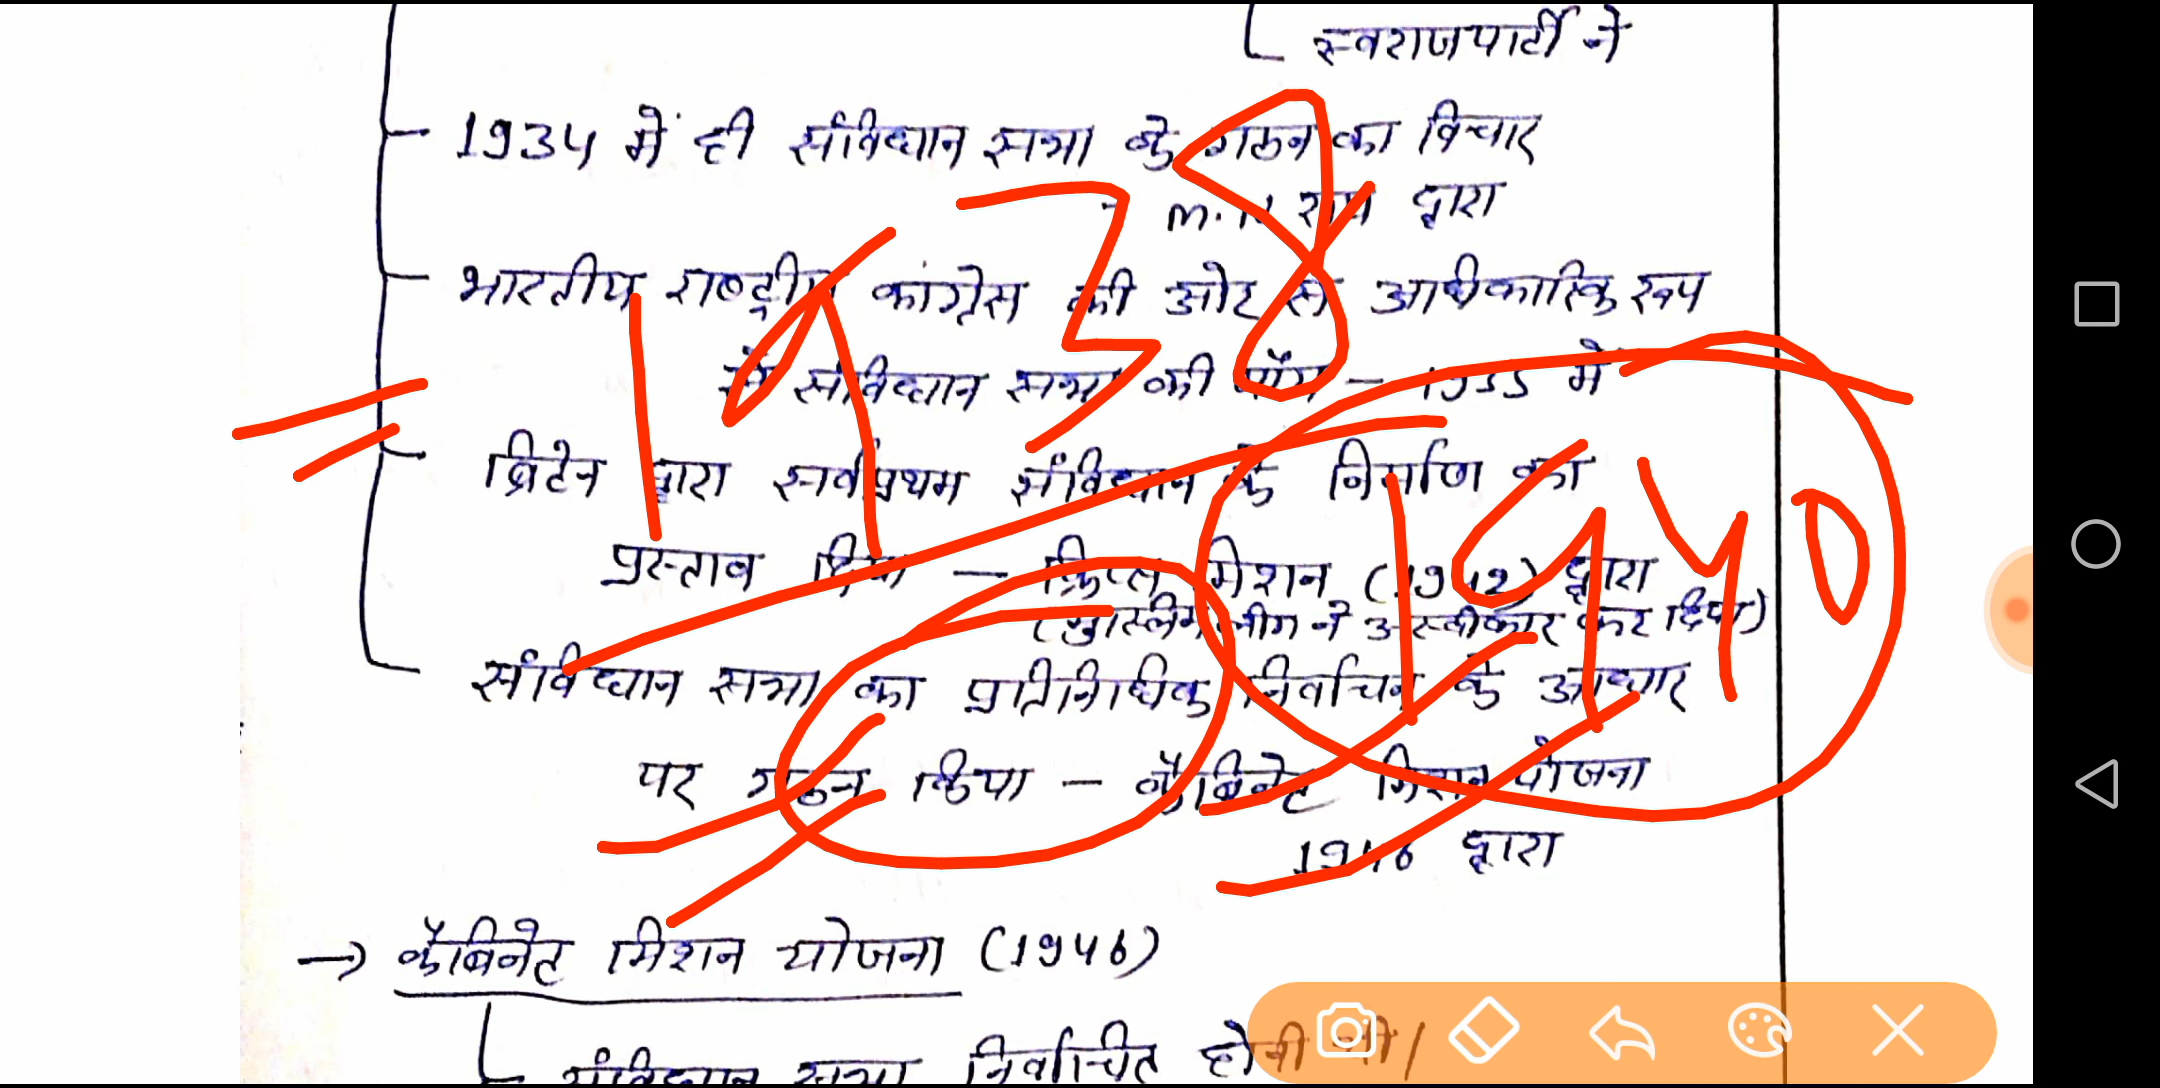 स्वराजपार्टी ने
1934 में ही संविधान सभा के गठन का विचार
- M.N राय द्वारा
भारतीय राष्ट्रीय कांग्रेस की ओर से आधिकारिक रूप
से संविधान सभा की माँग - 1935 में
ब्रिटेन द्वारा सर्वप्रथम संविधान के निर्माण का
प्रस्ताव दिया - क्रिप्स मिशन (1942) द्वारा
(मुस्लिम लीग ने अस्वीकार कर दिया)
संविधान सभा का प्रतिनिधिक निर्वाचन के आधार
पर गठन किया - कैबिनेट मिशन योजना
1946 द्वारा
1938
1940
→ कैबिनेट मिशन योजना (1946)
संविधान सभा निर्वाचित होनी थी।